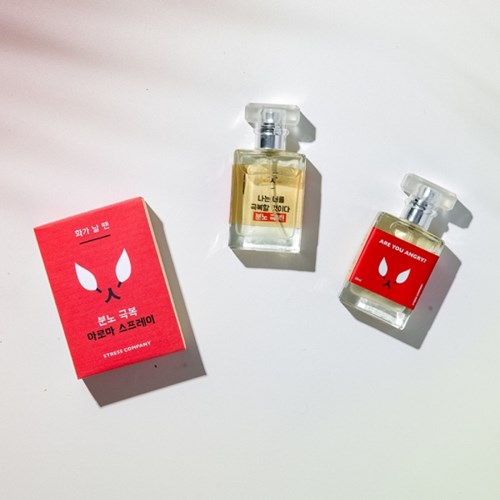 화가 날 땐
분노 극복
아로마 스프레이
STRESS COMPANY
나는 너를
극복할 것이다
분노 극복!!
ARE YOU ANGRY?